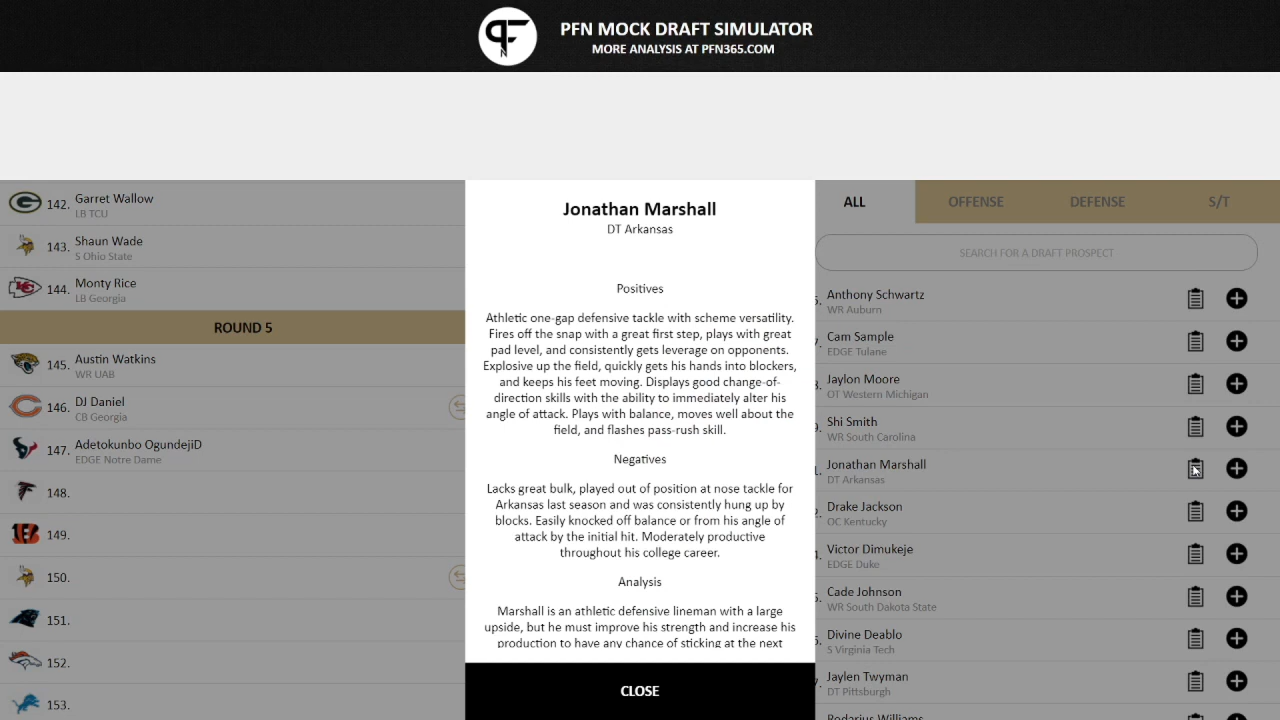 PFN MOCK DRAFT SIMULATOR
MORE ANALYSIS AT PFN365.COM
142. Garret Wallow
LB TCU
143. Shaun Wade
S Ohio State
144. Monty Rice
LB Georgia
ROUND 5
145. Austin Watkins
WR UAB
146. DJ Daniel
CB Georgia
147. Adetokunbo OgundejiD
EDGE Notre Dame
148.
149.
150.
151.
152.
153.
Jonathan Marshall
DT Arkansas
Positives
Athletic one-gap defensive tackle with scheme versatility.
Fires off the snap with a great first step, plays with great
pad level, and consistently gets leverage on opponents.
Explosive up the field, quickly gets his hands into blockers,
and keeps his feet moving. Displays good change-of-
direction skills with the ability to immediately alter his
angle of attack. Plays with balance, moves well about the
field, and flashes pass-rush skill.
Negatives
Lacks great bulk, played out of position at nose tackle for
Arkansas last season and was consistently hung up by
blocks. Easily knocked off balance or from his angle of
attack by the initial hit. Moderately productive
throughout his college career.
Analysis
Marshall is an athletic defensive lineman with a large
upside, but he must improve his strength and increase his
production to have any chance of sticking at the next
CLOSE
ALL OFFENSE DEFENSE S/T
SEARCH FOR A DRAFT PROSPECT
Anthony Schwartz
WR Auburn
Cam Sample
EDGE Tulane
Jaylon Moore
OT Western Michigan
Shi Smith
WR South Carolina
Jonathan Marshall
DT Arkansas
Drake Jackson
OC Kentucky
Victor Dimukeje
EDGE Duke
Cade Johnson
WR South Dakota State
Divine Deablo
S Virginia Tech
Jaylen Twyman
DT Pittsburgh
Rodarius Williams